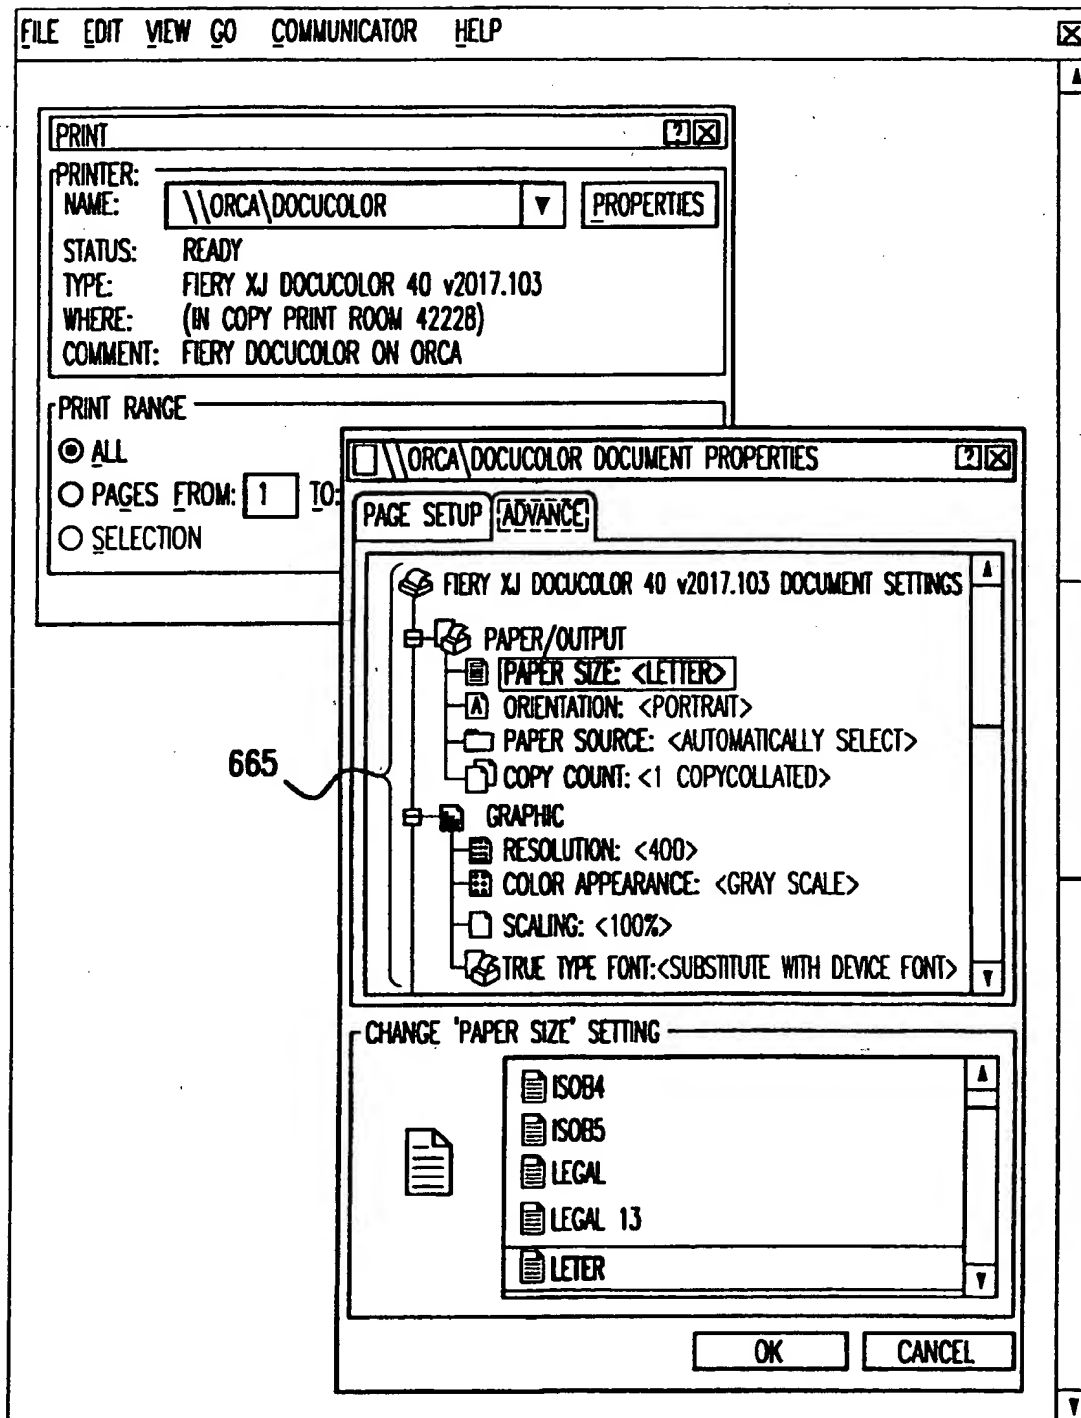 FILE EDIT VIEW GO COMMUNICATOR HELP
PRINT
PRINTER:
NAME: \\ORCA\DOCUCOLOR PROPERTIES
STATUS: READY
TYPE: FIERY XJ DOCUCOLOR 40 v2017.103
WHERE: (IN COPY PRINT ROOM 42228)
COMMENT: FIERY DOCUCOLOR ON ORCA
PRINT RANGE
ALL
PAGES FROM: 1 TO:
SELECTION
\\ORCA\DOCUCOLOR DOCUMENT PROPERTIES
PAGE SETUP ADVANCE
FIERY XJ DOCUCOLOR 40 v2017.103 DOCUMENT SETTINGS
PAPER/OUTPUT
PAPER SIZE: <LETTER>
ORIENTATION: <PORTRAIT>
PAPER SOURCE: <AUTOMATICALLY SELECT>
COPY COUNT: <1 COPYCOLLATED>
665
GRAPHIC
RESOLUTION: <400>
COLOR APPEARANCE: <GRAY SCALE>
SCALING: <100%>
TRUE TYPE FONT:<SUBSTITUTE WITH DEVICE FONT>
CHANGE 'PAPER SIZE' SETTING
ISOB4
ISOB5
LEGAL
LEGAL 13
LETER
OK CANCEL